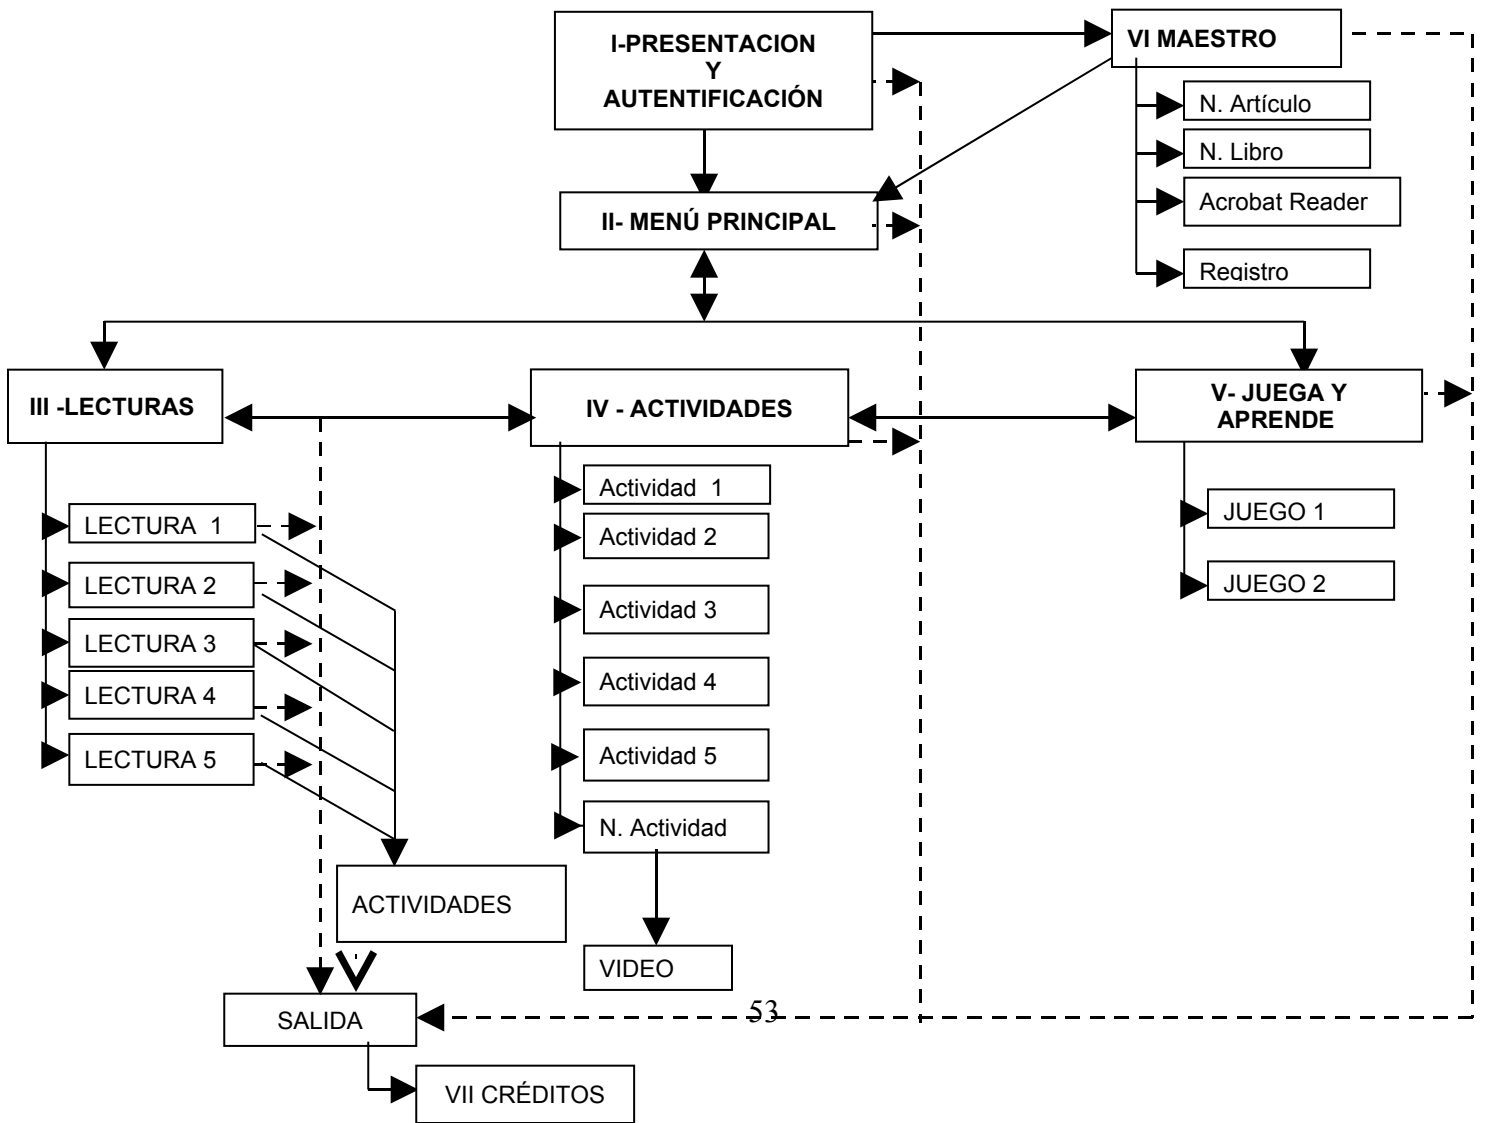 I-PRESENTACION
Y
AUTENTIFICACIÓN
VI MAESTRO
N. Artículo
N. Libro
Acrobat Reader
Registro
II- MENÚ PRINCIPAL
III -LECTURAS
IV - ACTIVIDADES
V- JUEGA Y
APRENDE
LECTURA 1
LECTURA 2
LECTURA 3
LECTURA 4
LECTURA 5
Actividad 1
Actividad 2
Actividad 3
Actividad 4
Actividad 5
N. Actividad
JUEGO 1
JUEGO 2
ACTIVIDADES
VIDEO
SALIDA
53
VII CRÉDITOS